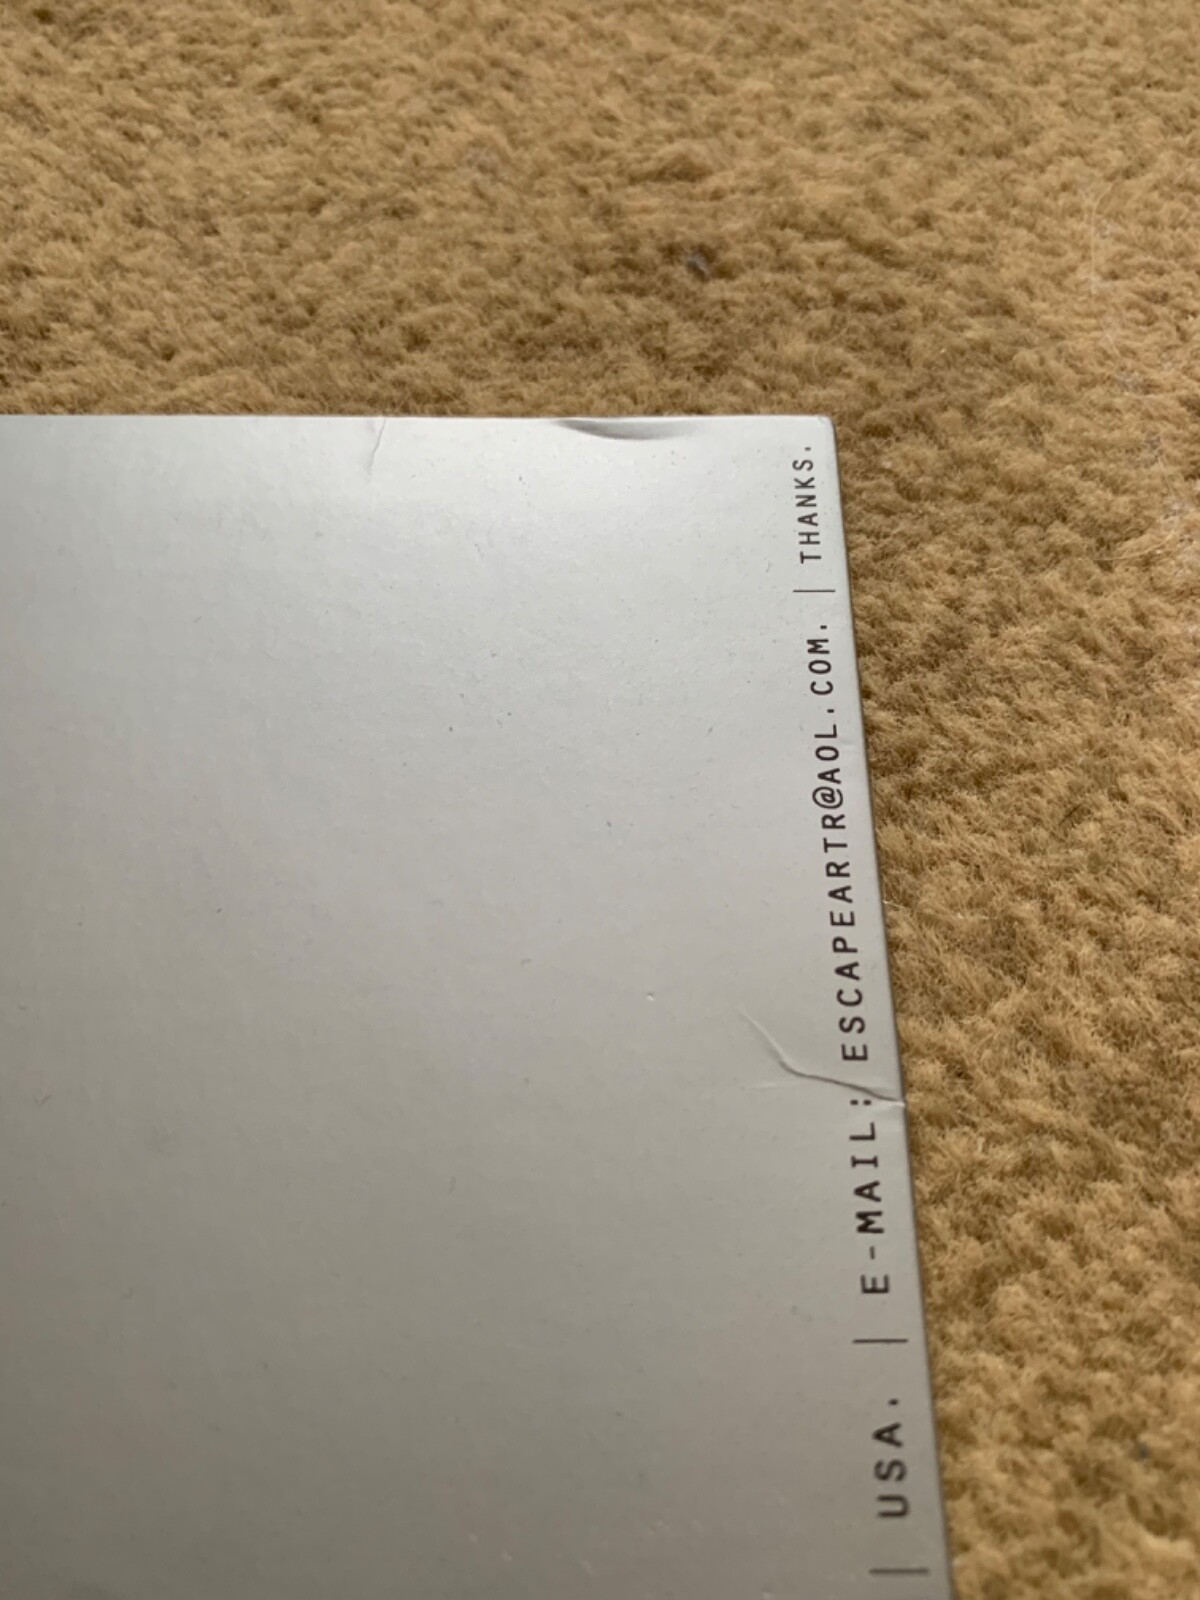 | USA. | E-MAIL: ESCAPEARTR@AOL.COM. | THANKS.